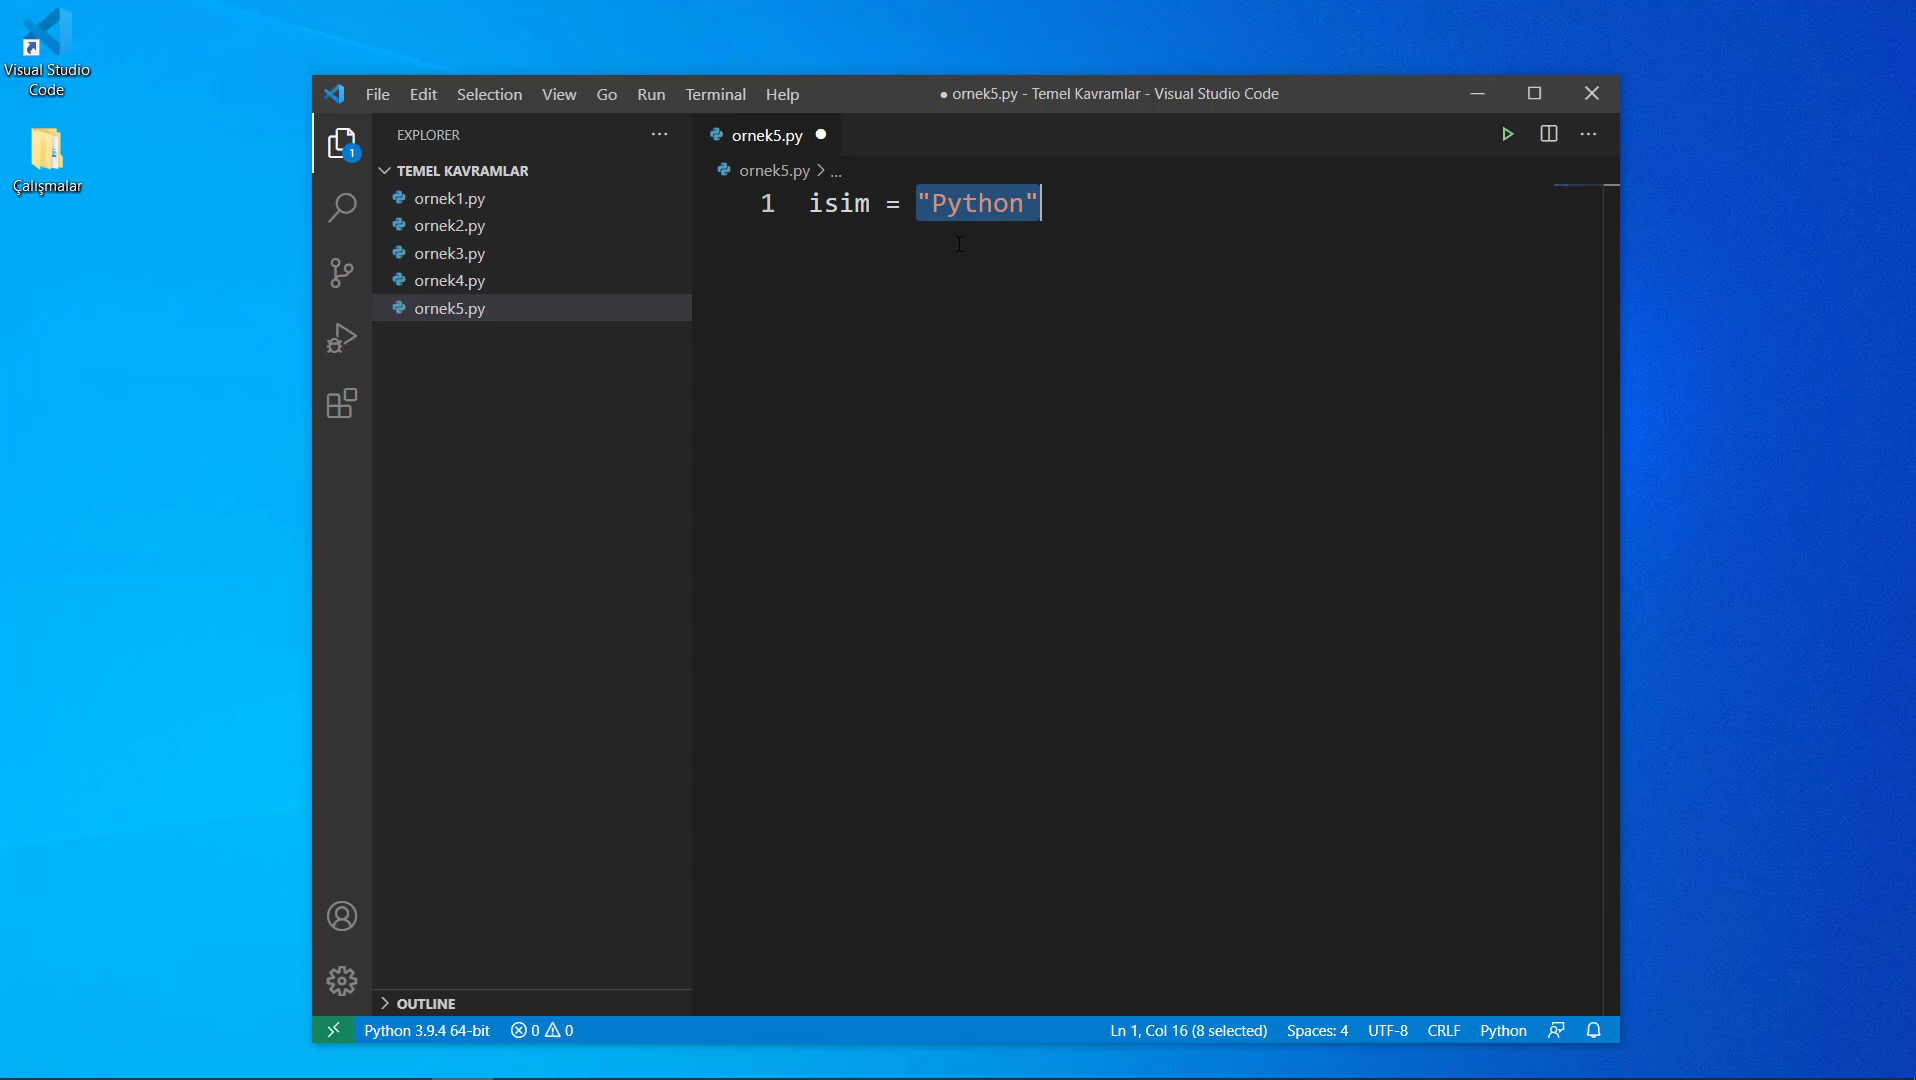 Visual Studio
Code
Çalışmalar
File Edit Selection View Go Run Terminal Help
● ornek5.py - Temel Kavramlar - Visual Studio Code
EXPLORER ...
1
TEMEL KAVRAMLAR
ornek1.py
ornek2.py
ornek3.py
ornek4.py
ornek5.py
OUTLINE
ornek5.py ●
ornek5.py > ...
1 isim = "Python"
Python 3.9.4 64-bit 0 0 Ln 1, Col 16 (8 selected) Spaces: 4 UTF-8 CRLF Python